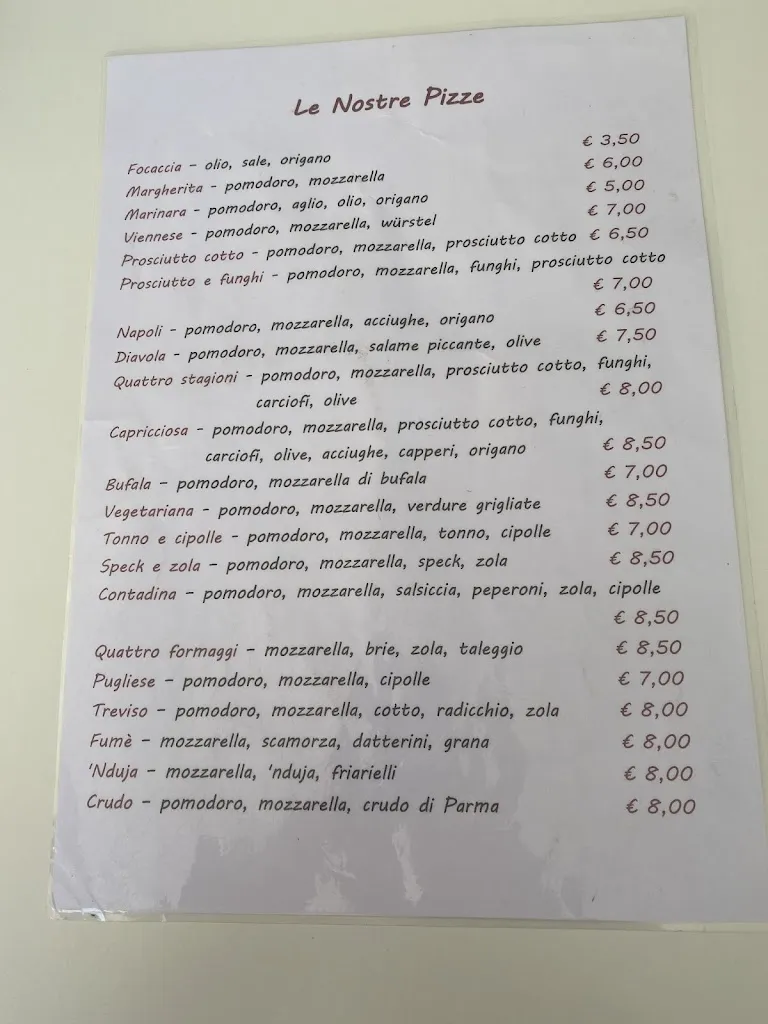 Le Nostre Pizze
Focaccia - olio, sale, origano € 3,50
Margherita - pomodoro, mozzarella € 6,00
Marinara - pomodoro, aglio, olio, origano € 5,00
Viennese - pomodoro, mozzarella, würstel € 7,00
Prosciutto cotto - pomodoro, mozzarella, prosciutto cotto € 6,50
Prosciutto e funghi - pomodoro, mozzarella, funghi, prosciutto cotto
€ 7,00
Napoli - pomodoro, mozzarella, acciughe, origano € 6,50
Diavola - pomodoro, mozzarella, salame piccante, olive € 7,50
Quattro stagioni - pomodoro, mozzarella, prosciutto cotto, funghi,
carciofi, olive € 8,00
Capricciosa - pomodoro, mozzarella, prosciutto cotto, funghi,
carciofi, olive, acciughe, capperi, origano € 8,50
Bufala - pomodoro, mozzarella di bufala € 7,00
Vegetariana - pomodoro, mozzarella, verdure grigliate € 8,50
Tonno e cipolle - pomodoro, mozzarella, tonno, cipolle € 7,00
Speck e zola - pomodoro, mozzarella, speck, zola € 8,50
Contadina - pomodoro, mozzarella, salsiccia, peperoni, zola, cipolle
€ 8,50
Quattro formaggi - mozzarella, brie, zola, taleggio € 8,50
Pugliese - pomodoro, mozzarella, cipolle € 7,00
Treviso - pomodoro, mozzarella, cotto, radicchio, zola € 8,00
Fumè - mozzarella, scamorza, datterini, grana € 8,00
'Nduja - mozzarella, 'nduja, friarielli € 8,00
Crudo - pomodoro, mozzarella, crudo di Parma € 8,00